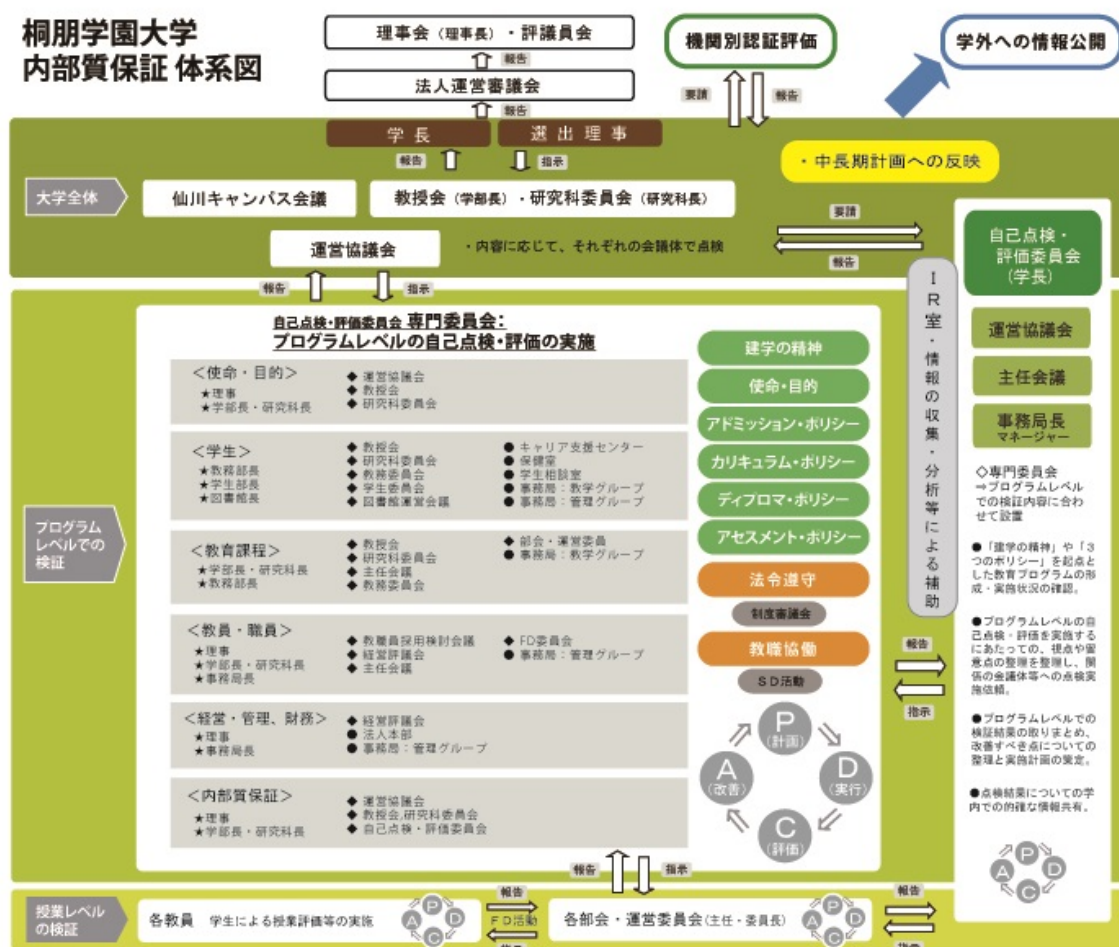 桐朋学園大学
内部質保証 体系図
理事会（理事長）・評議員会
報告
法人運営審議会
報告
機関別認証評価
要請
報告
学外への情報公開
学長
選出理事
報告
指示
・中長期計画への反映
大学全体
仙川キャンパス会議
教授会（学部長）・研究科委員会（研究科長）
運営協議会
・内容に応じて、それぞれの会議体で点検
要請
報告
報告
指示
プログラム
レベルでの
検証
自己点検・評価委員会 専門委員会：
プログラムレベルの自己点検・評価の実施
＜使命・目的＞
★理事
★学部長・研究科長
◆ 運営協議会
◆ 教授会
◆ 研究科委員会
＜学生＞
★教務部長
★学生部長
★図書館長
◆ 教授会
◆ 研究科委員会
◆ 教務委員会
◆ 学生委員会
◆ 図書館運営会議
● キャリア支援センター
● 保健室
● 学生相談室
● 事務局：教学グループ
● 事務局：管理グループ
＜教育課程＞
★学部長・研究科長
★教務部長
◆ 教授会
◆ 研究科委員会
◆ 主任会議
◆ 教務委員会
◆ 部会・運営委員
● 事務局：教学グループ
＜教員・職員＞
★理事
★学部長・研究科長
★事務局長
◆ 教職員採用検討会議
◆ 経営評議会
◆ 主任会議
◆ FD委員会
● 事務局：管理グループ
＜経営・管理、財務＞
★理事
★事務局長
◆ 経営評議会
● 法人本部
● 事務局：管理グループ
＜内部質保証＞
★理事
★学部長・研究科長
◆ 運営協議会
◆ 教授会,研究科委員会
◆ 自己点検・評価委員会
建学の精神
使命・目的
アドミッション・ポリシー
カリキュラム・ポリシー
ディプロマ・ポリシー
アセスメント・ポリシー
法令遵守
制度審議会
教職協働
ＳＤ活動
P
(計画)
D
(実行)
C
(評価)
A
(改善)
ＩＲ室・情報の収集・分析等による補助
報告
指示
自己点検・
評価委員会
(学長)
運営協議会
主任会議
事務局長
マネージャー
◇専門委員会
⇒プログラムレベル
での検証内容に合わ
せて設置
●「建学の精神」や「３
つのポリシー」を起点と
した教育プログラムの形
成・実施状況の確認。
●プログラムレベルの自
己点検・評価を実施する
にあたっての、視点や留
意点の整理を整理し、関
係の会議体等への点検実
施依頼。
●プログラムレベルでの
検証結果の取りまとめ、
改善すべき点についての
整理と実施計画の策定。
●点検結果についての学
内での的確な情報共有。
P
D
C
A
報告
指示
授業レベル
の検証
各教員 学生による授業評価等の実施
P
D
C
A
報告
ＦＤ活動
指示
各部会・運営委員会(主任・委員長)
P
D
C
A
報告
指示